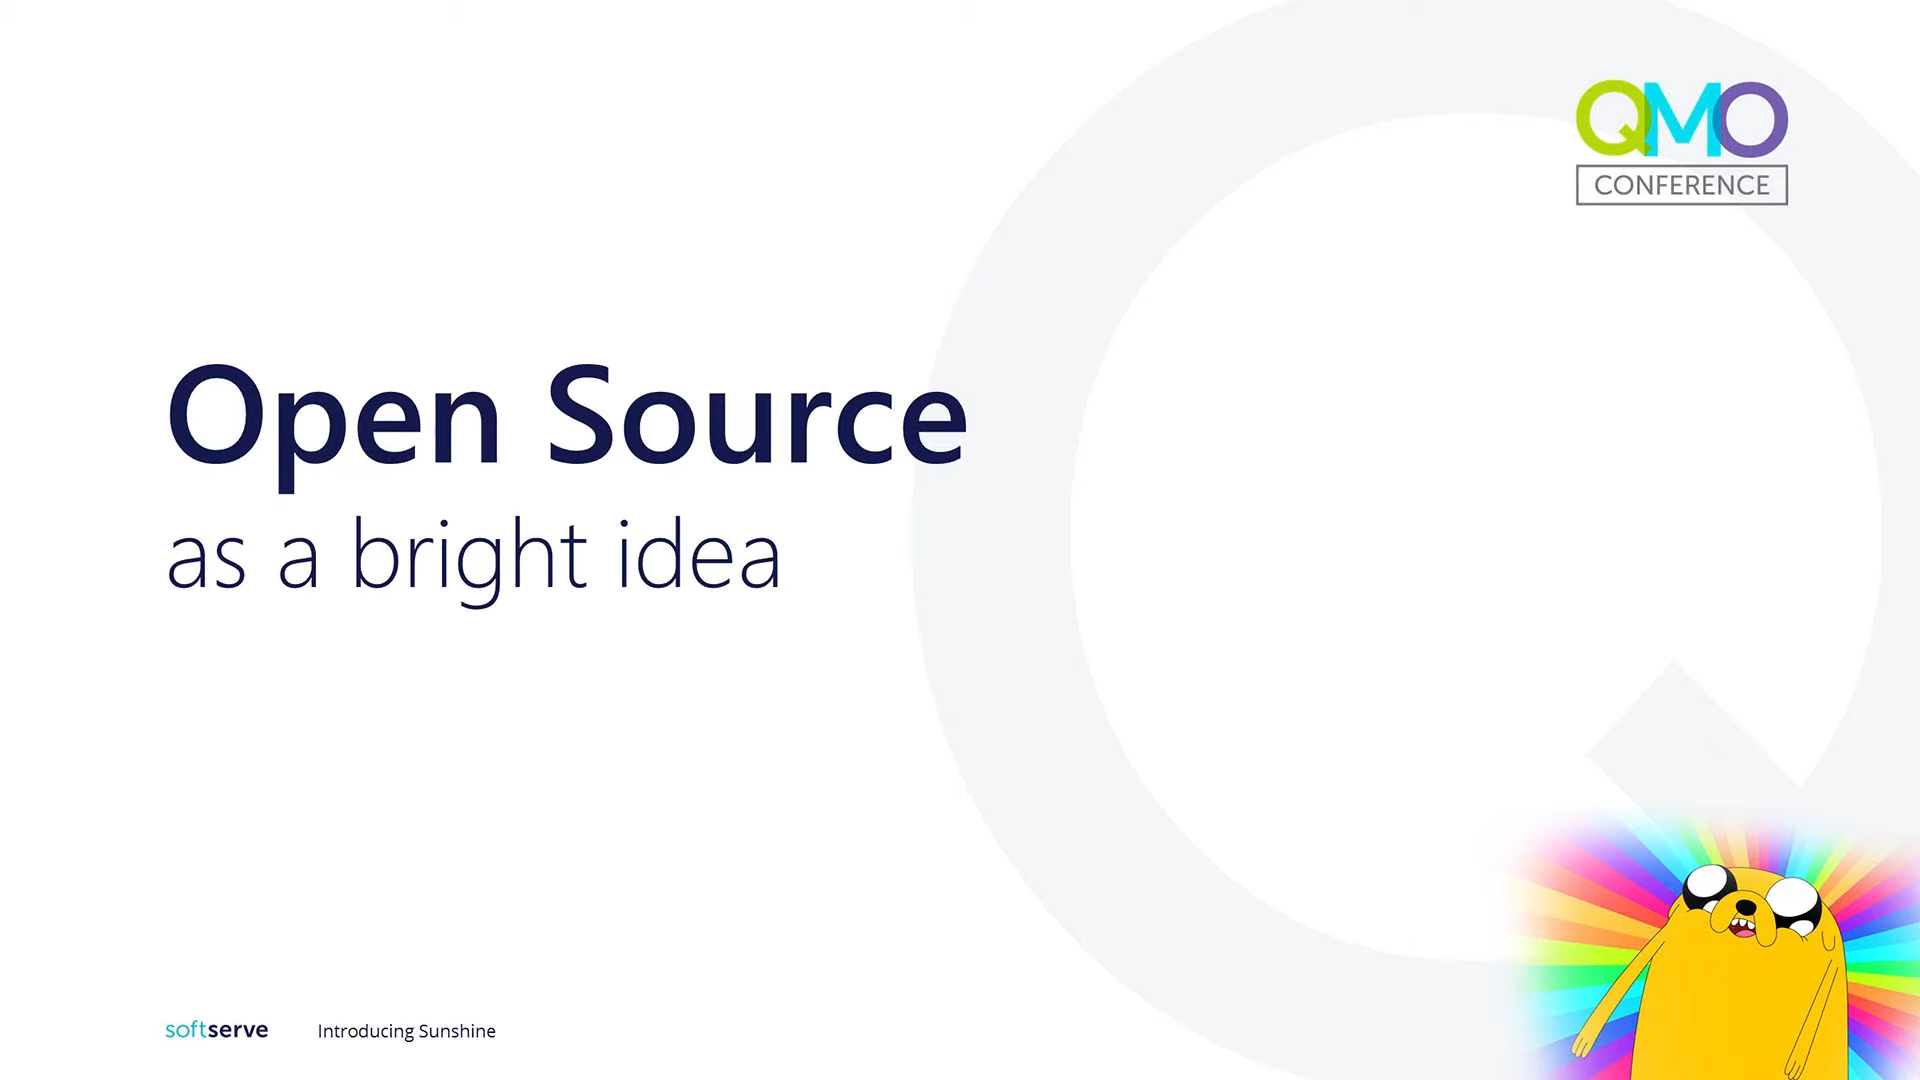 QMO
CONFERENCE
Open Source
as a bright idea
softserve
Introducing Sunshine